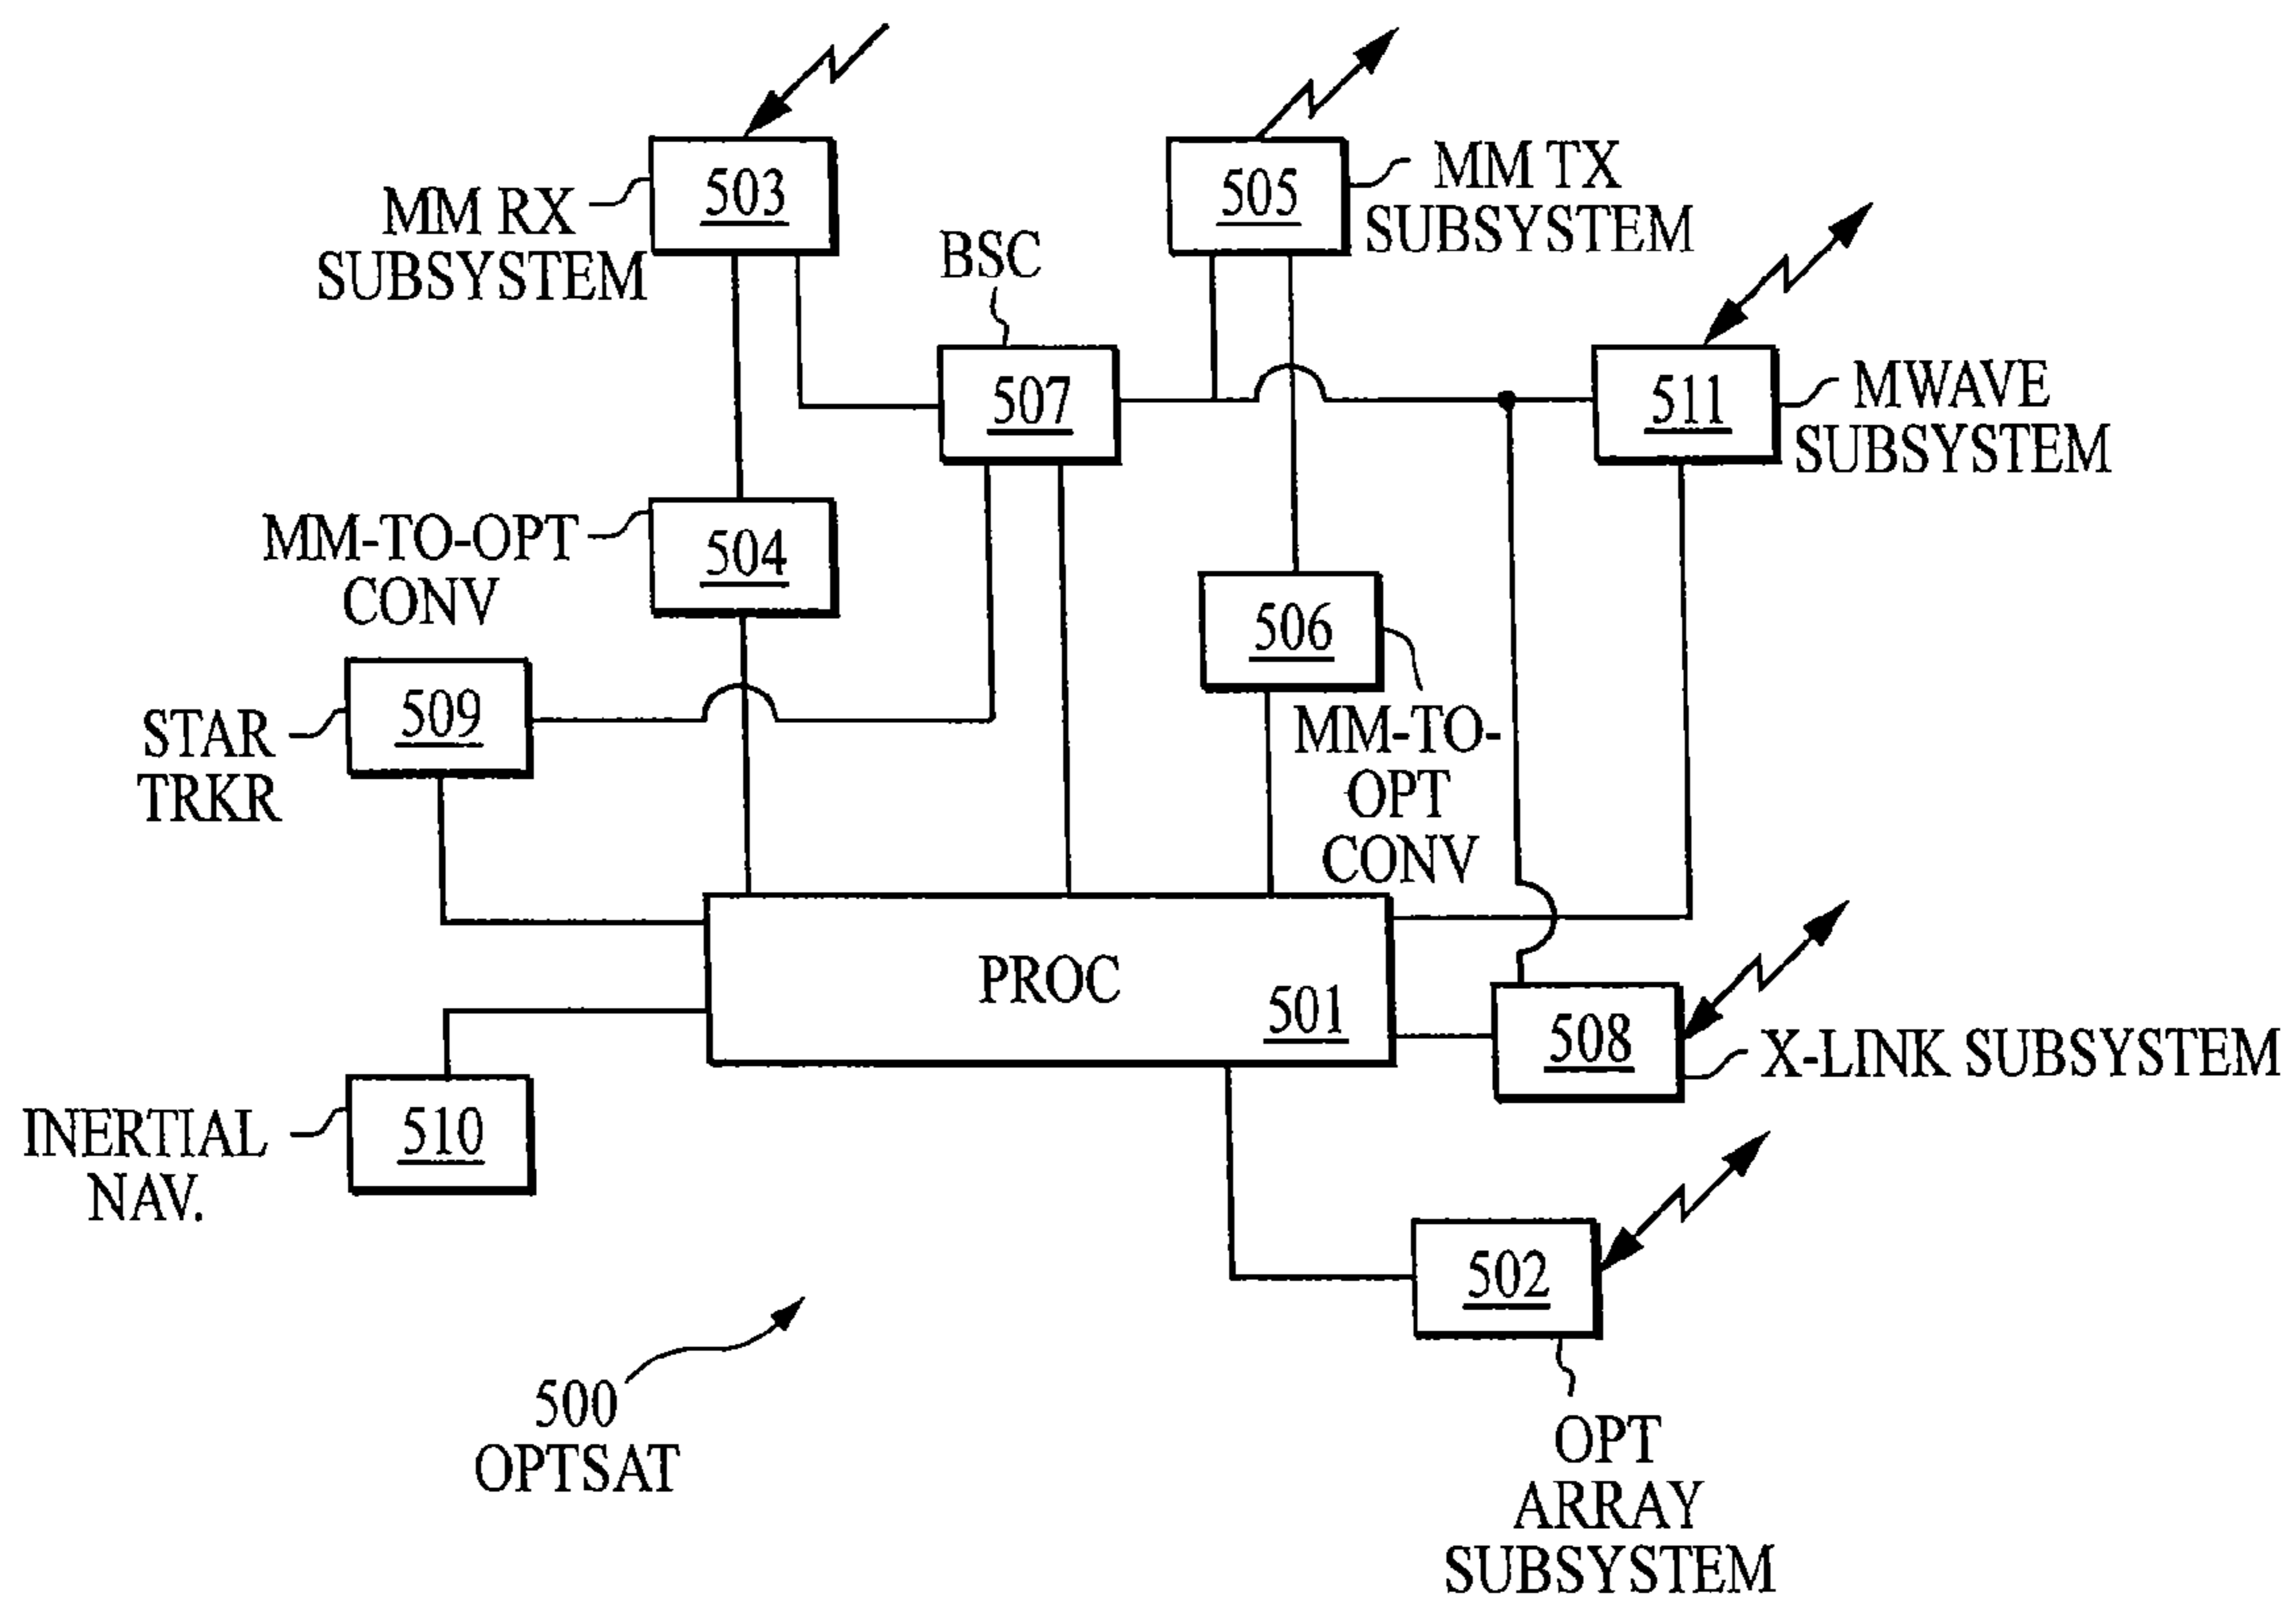 503
MM RX
SUBSYSTEM
505
MM TX
SUBSYSTEM
BSC
507
511
MWAVE
SUBSYSTEM
MM-TO-OPT
CONV
504
506
MM-TO-
OPT
CONV
509
STAR
TRKR
PROC
501
508
X-LINK SUBSYSTEM
510
INERTIAL
NAV.
502
OPT
ARRAY
SUBSYSTEM
500
OPTSAT